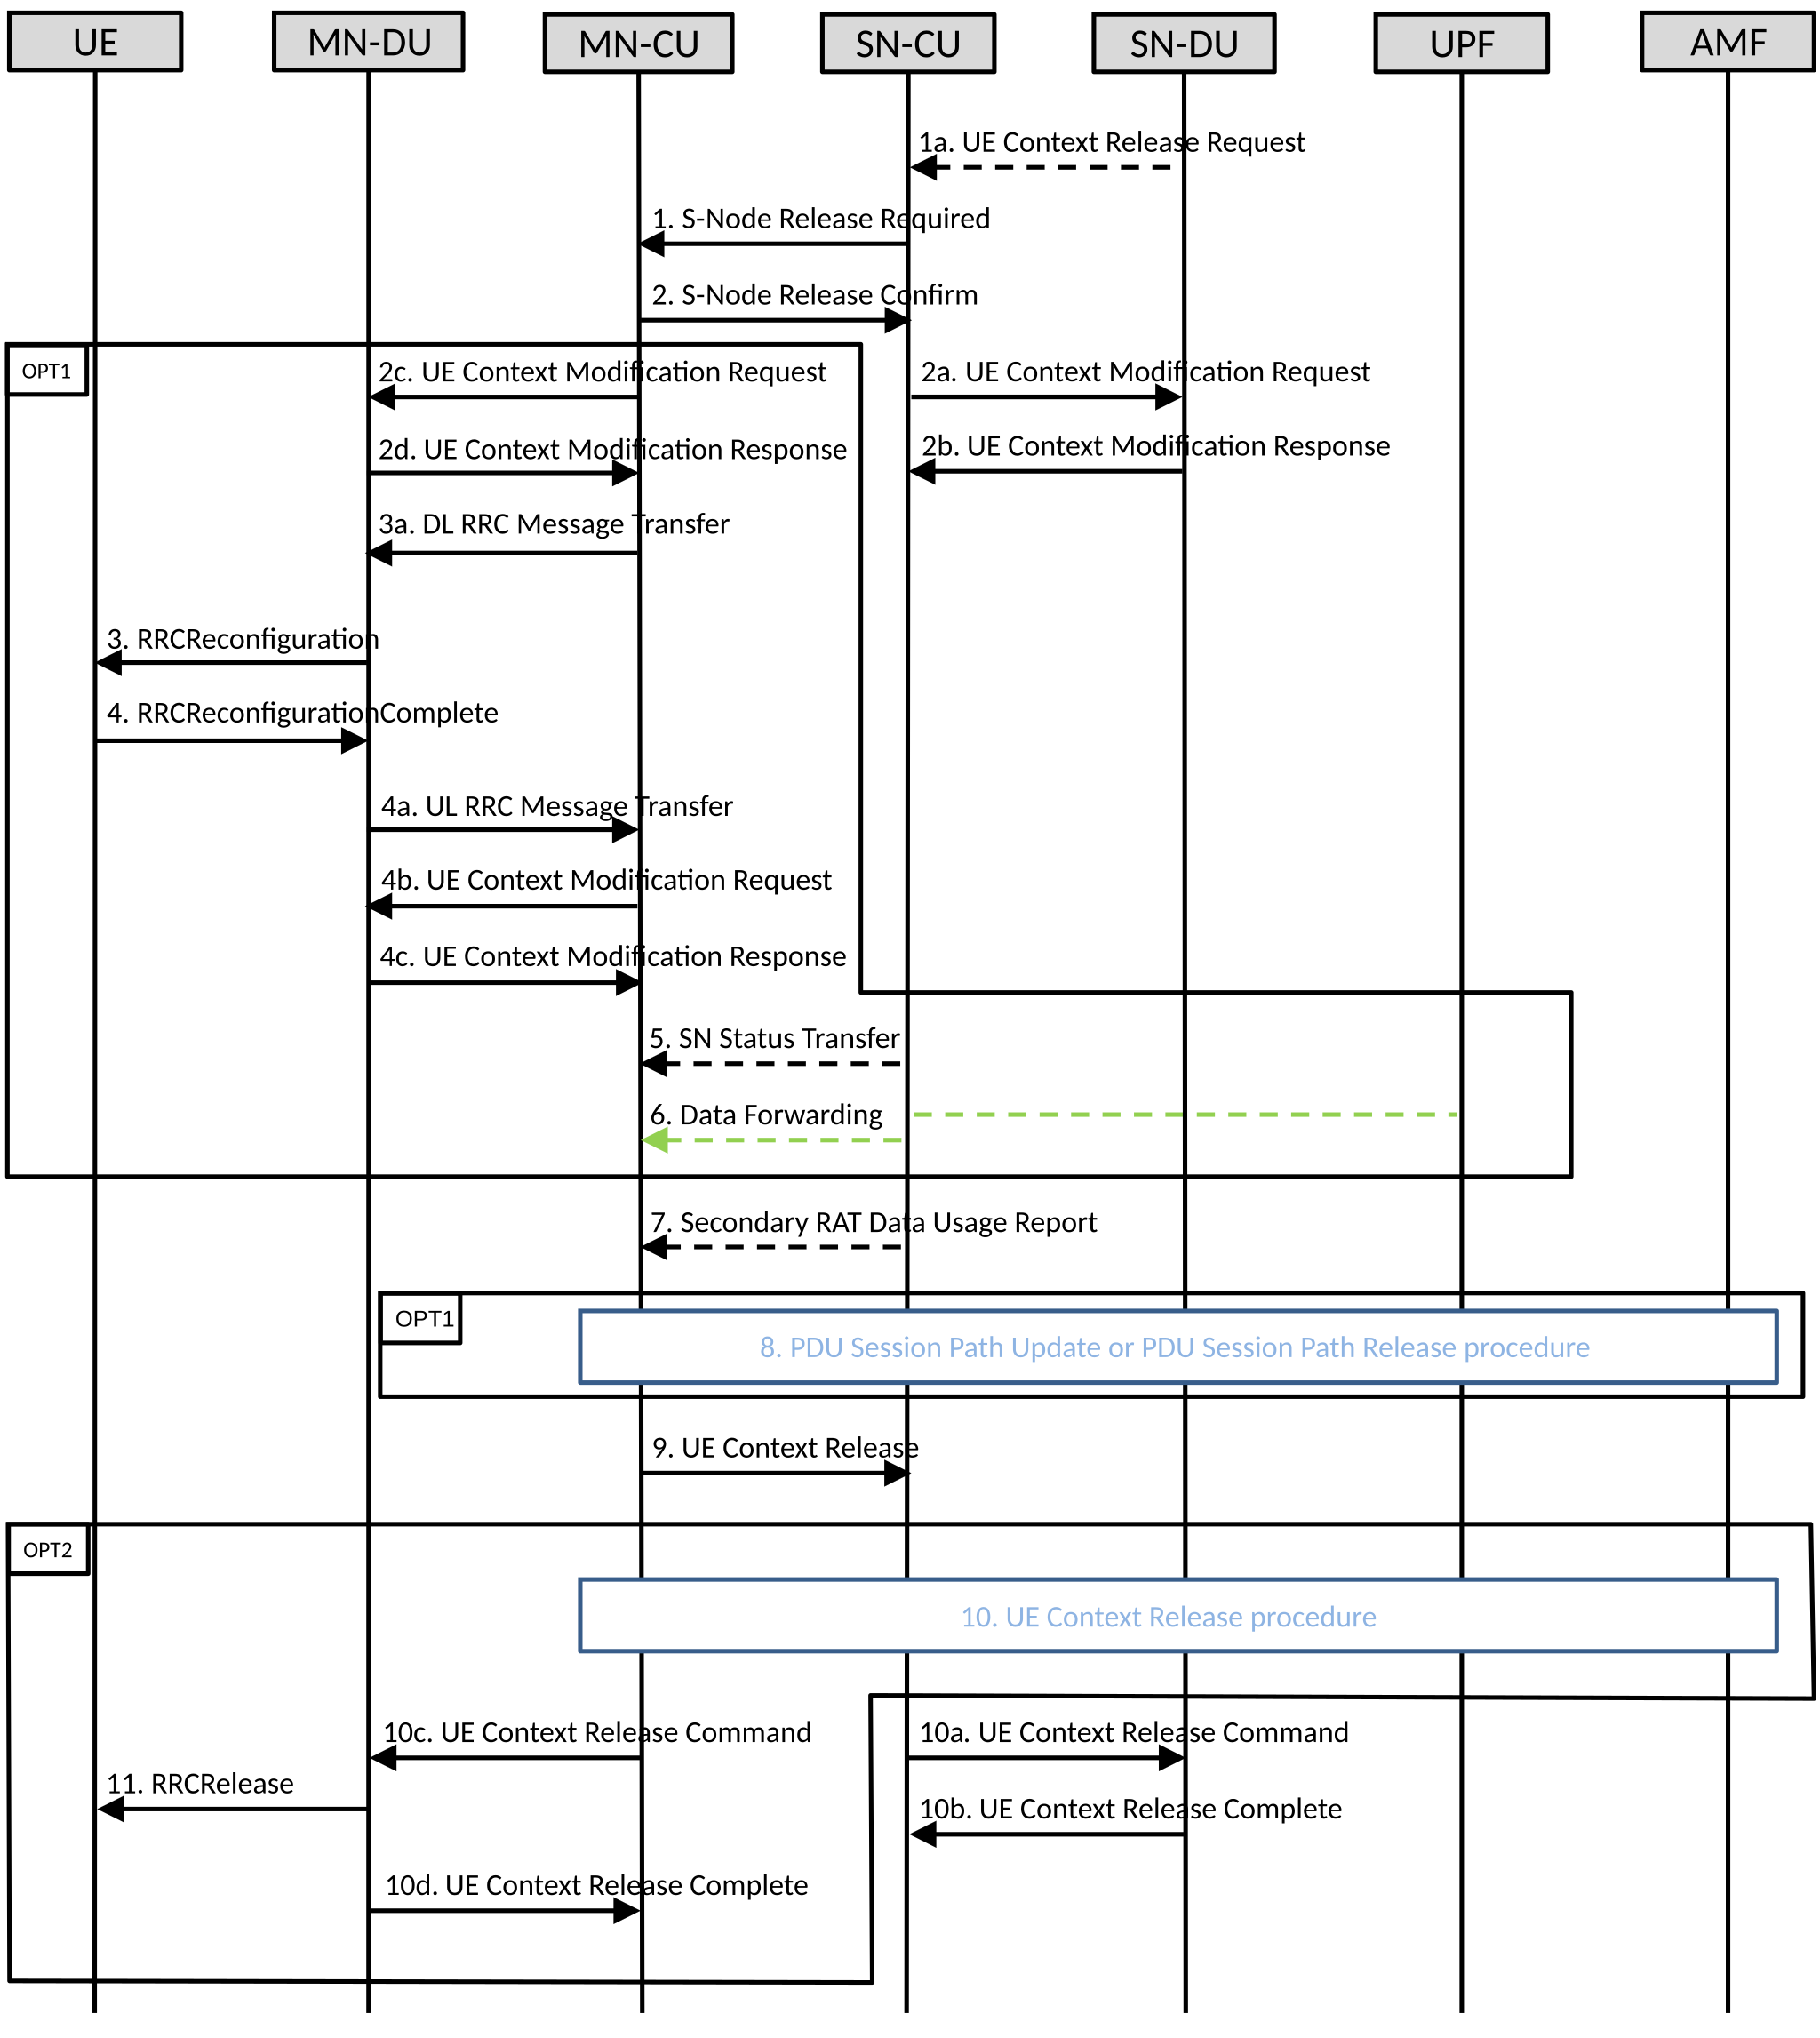 UE
MN-DU
MN-CU
SN-CU
SN-DU
UPF
AMF
1a. UE Context Release Request
1. S-Node Release Required
2. S-Node Release Confirm
OPT1
2c. UE Context Modification Request
2a. UE Context Modification Request
2d. UE Context Modification Response
2b. UE Context Modification Response
3a. DL RRC Message Transfer
3. RRCReconfiguration
4. RRCReconfigurationComplete
4a. UL RRC Message Transfer
4b. UE Context Modification Request
4c. UE Context Modification Response
5. SN Status Transfer
6. Data Forwarding
7. Secondary RAT Data Usage Report
OPT1
8. PDU Session Path Update or PDU Session Path Release procedure
9. UE Context Release
OPT2
10. UE Context Release procedure
10c. UE Context Release Command
10a. UE Context Release Command
11. RRCRelease
10b. UE Context Release Complete
10d. UE Context Release Complete